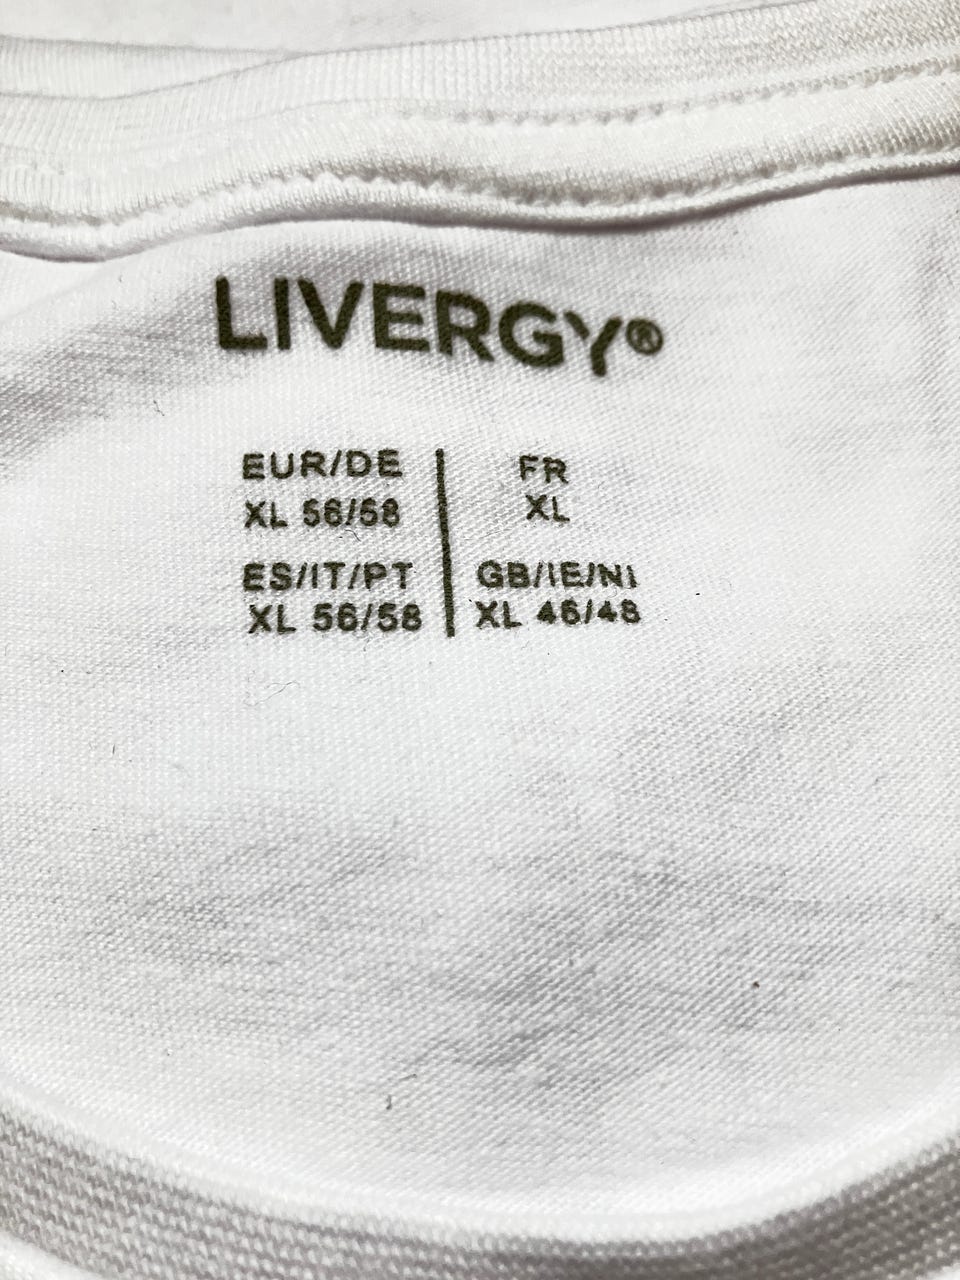 LIVERGY®
EUR/DE
XL 56/58
FR
XL
ES/IT/PT
XL 56/58
GB/IE/NI
XL 46/48